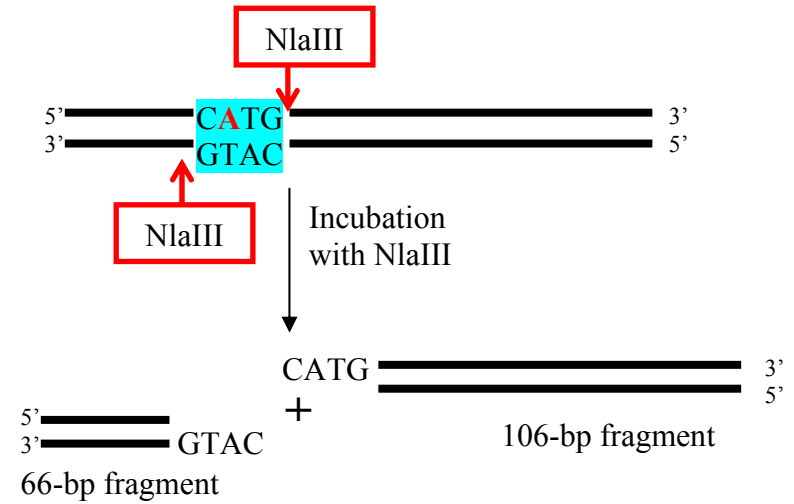 NlaIII
5’ CATG 3’
3’ GTAC 5’
NlaIII
Incubation
with NlaIII
CATG 3’
5’
+
5’
3’ GTAC
106-bp fragment
66-bp fragment